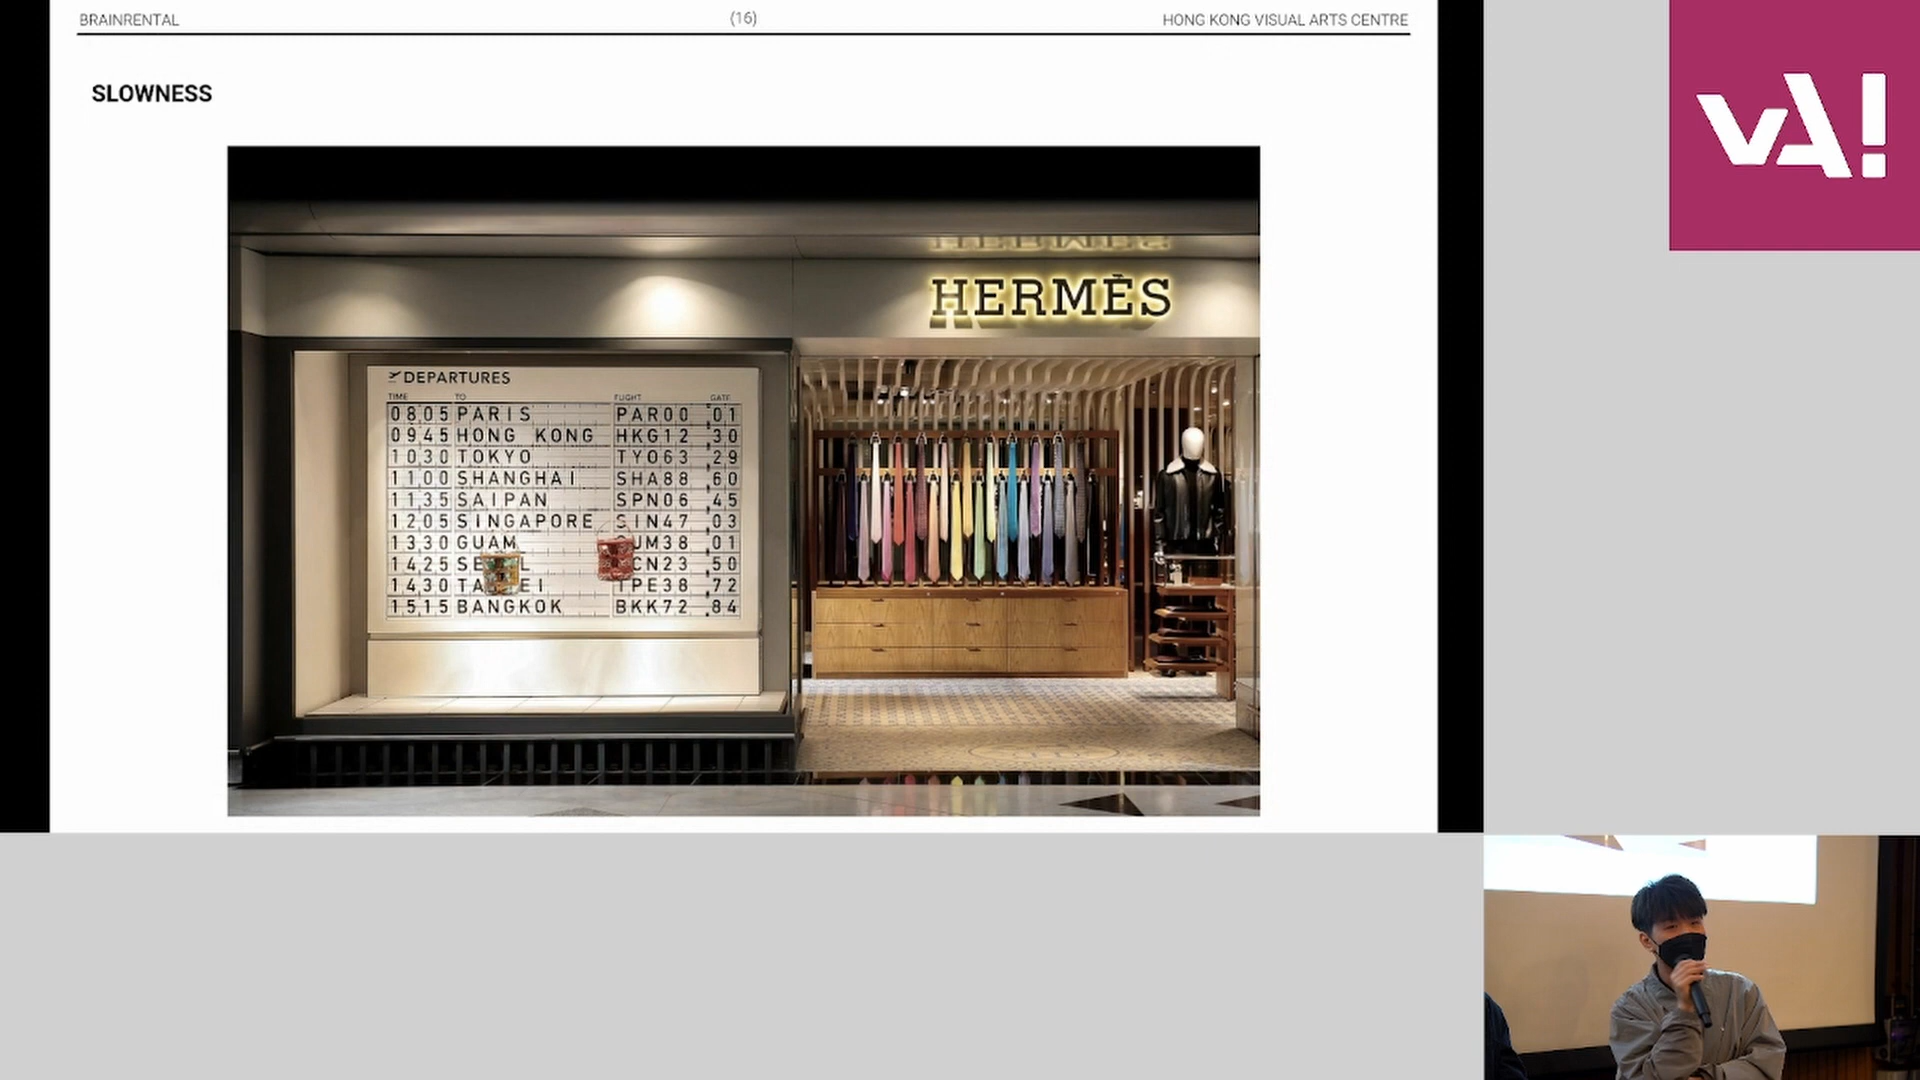 BRAINRENTAL
(16)
HONG KONG VISUAL ARTS CENTRE
SLOWNESS
HERMÈS
DEPARTURES
TIME TO FLIGHT GATE
0805 PARIS PAR00 01
0945 HONG KONG HKG12 30
1030 TOKYO TYO63 29
1100 SHANGHAI SHA88 60
1135 SAIPAN SPN06 45
1205 SINGAPORE SIN47 03
1330 GUAM 01
1425 50
1430 TPE38 72
1515 BANGKOK BKK72 84
vA!